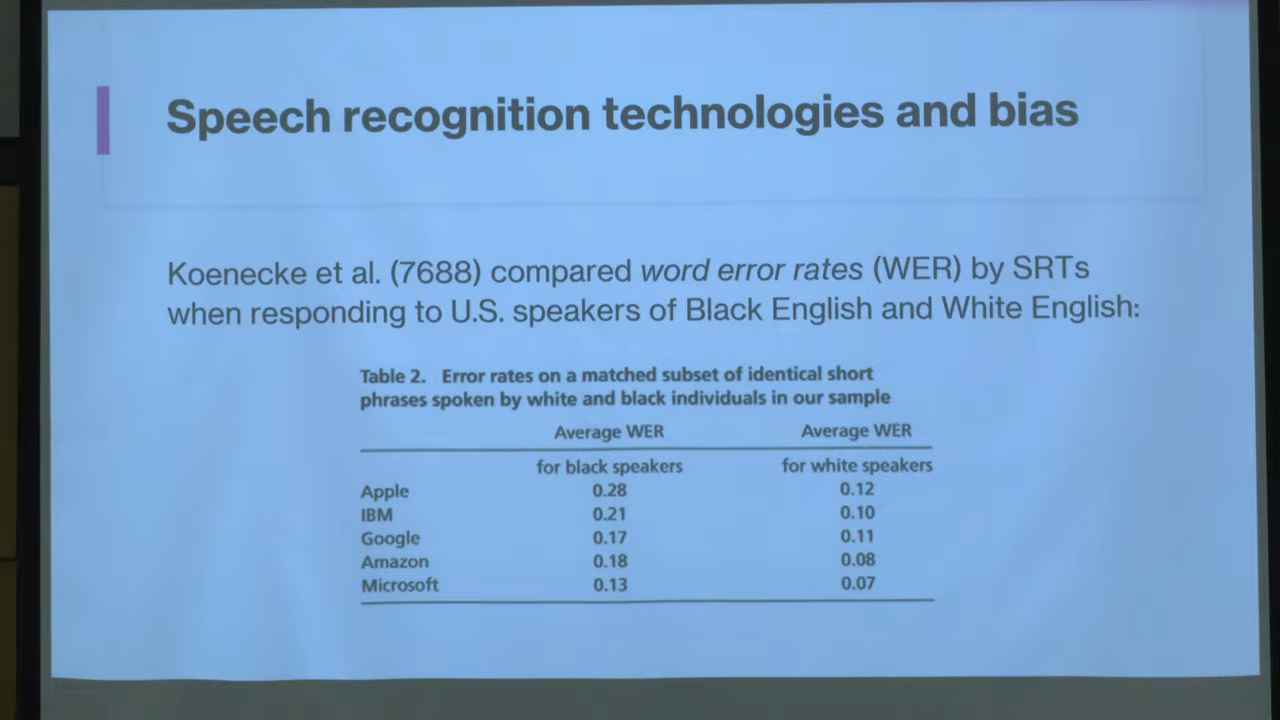 Speech recognition technologies and bias
Koenecke et al. (7688) compared word error rates (WER) by SRTs
when responding to U.S. speakers of Black English and White English:
Table 2. Error rates on a matched subset of identical short
phrases spoken by white and black individuals in our sample
Average WER Average WER
for black speakers for white speakers
Apple 0.28 0.12
IBM 0.21 0.10
Google 0.17 0.11
Amazon 0.18 0.08
Microsoft 0.13 0.07